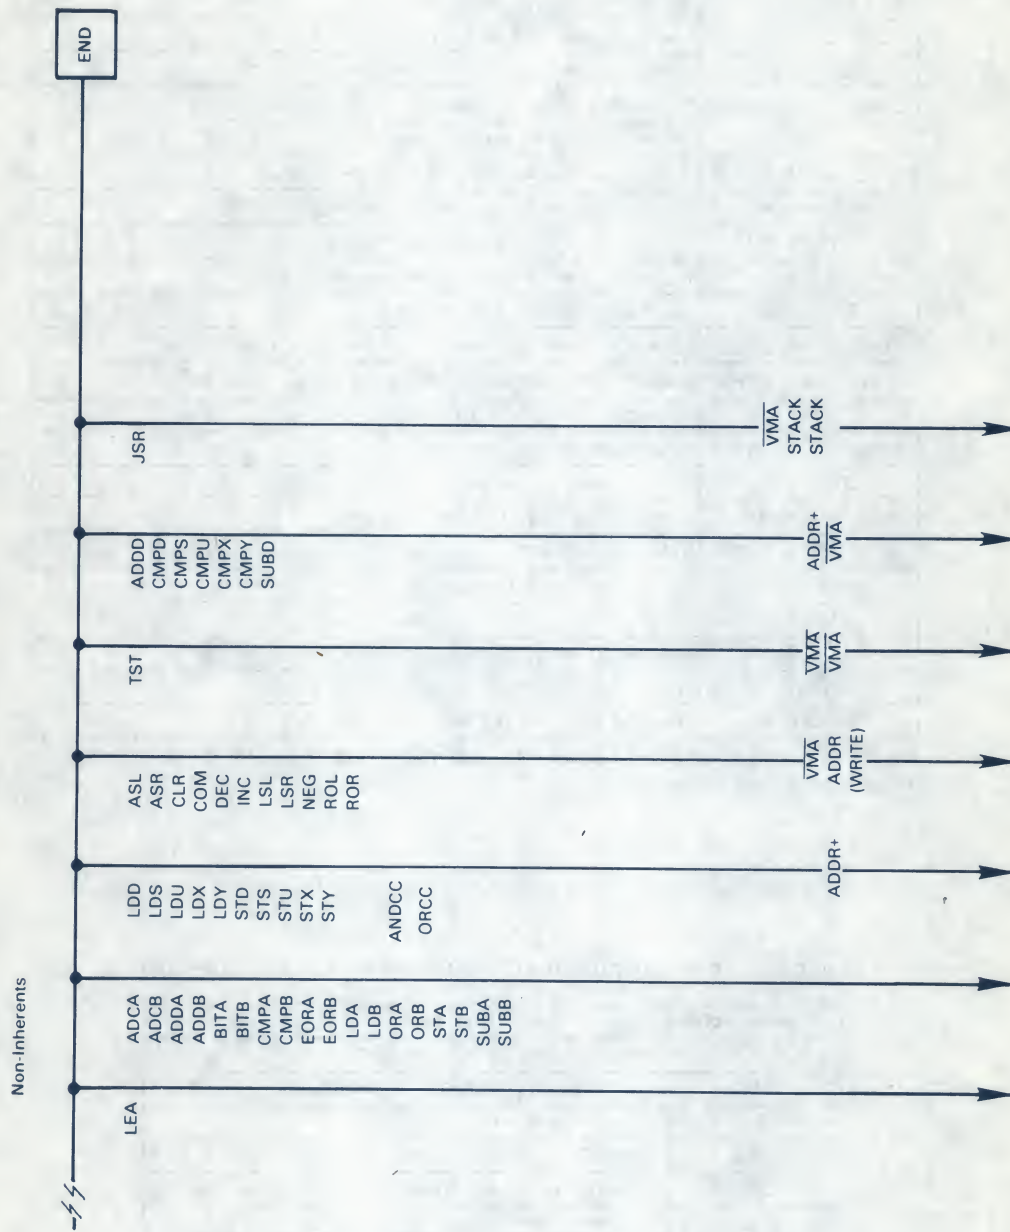 Non-Inherents
LEA
ADCA
ADCB
ADDA
ADDB
BITA
BITB
CMPA
CMPB
EORA
EORB
LDA
LDB
ORA
ORB
STA
STB
SUBA
SUBB
LDD
LDS
LDU
LDX
LDY
STD
STS
STU
STX
STY
ANDCC
ORCC
ADDR+
ASL
ASR
CLR
COM
DEC
INC
LSL
LSR
NEG
ROL
ROR
VMA
ADDR
(WRITE)
TST
VMA
VMA
ADDD
CMPD
CMPS
CMPU
CMPX
CMPY
SUBD
ADDR+
VMA
JSR
VMA
STACK
STACK
END